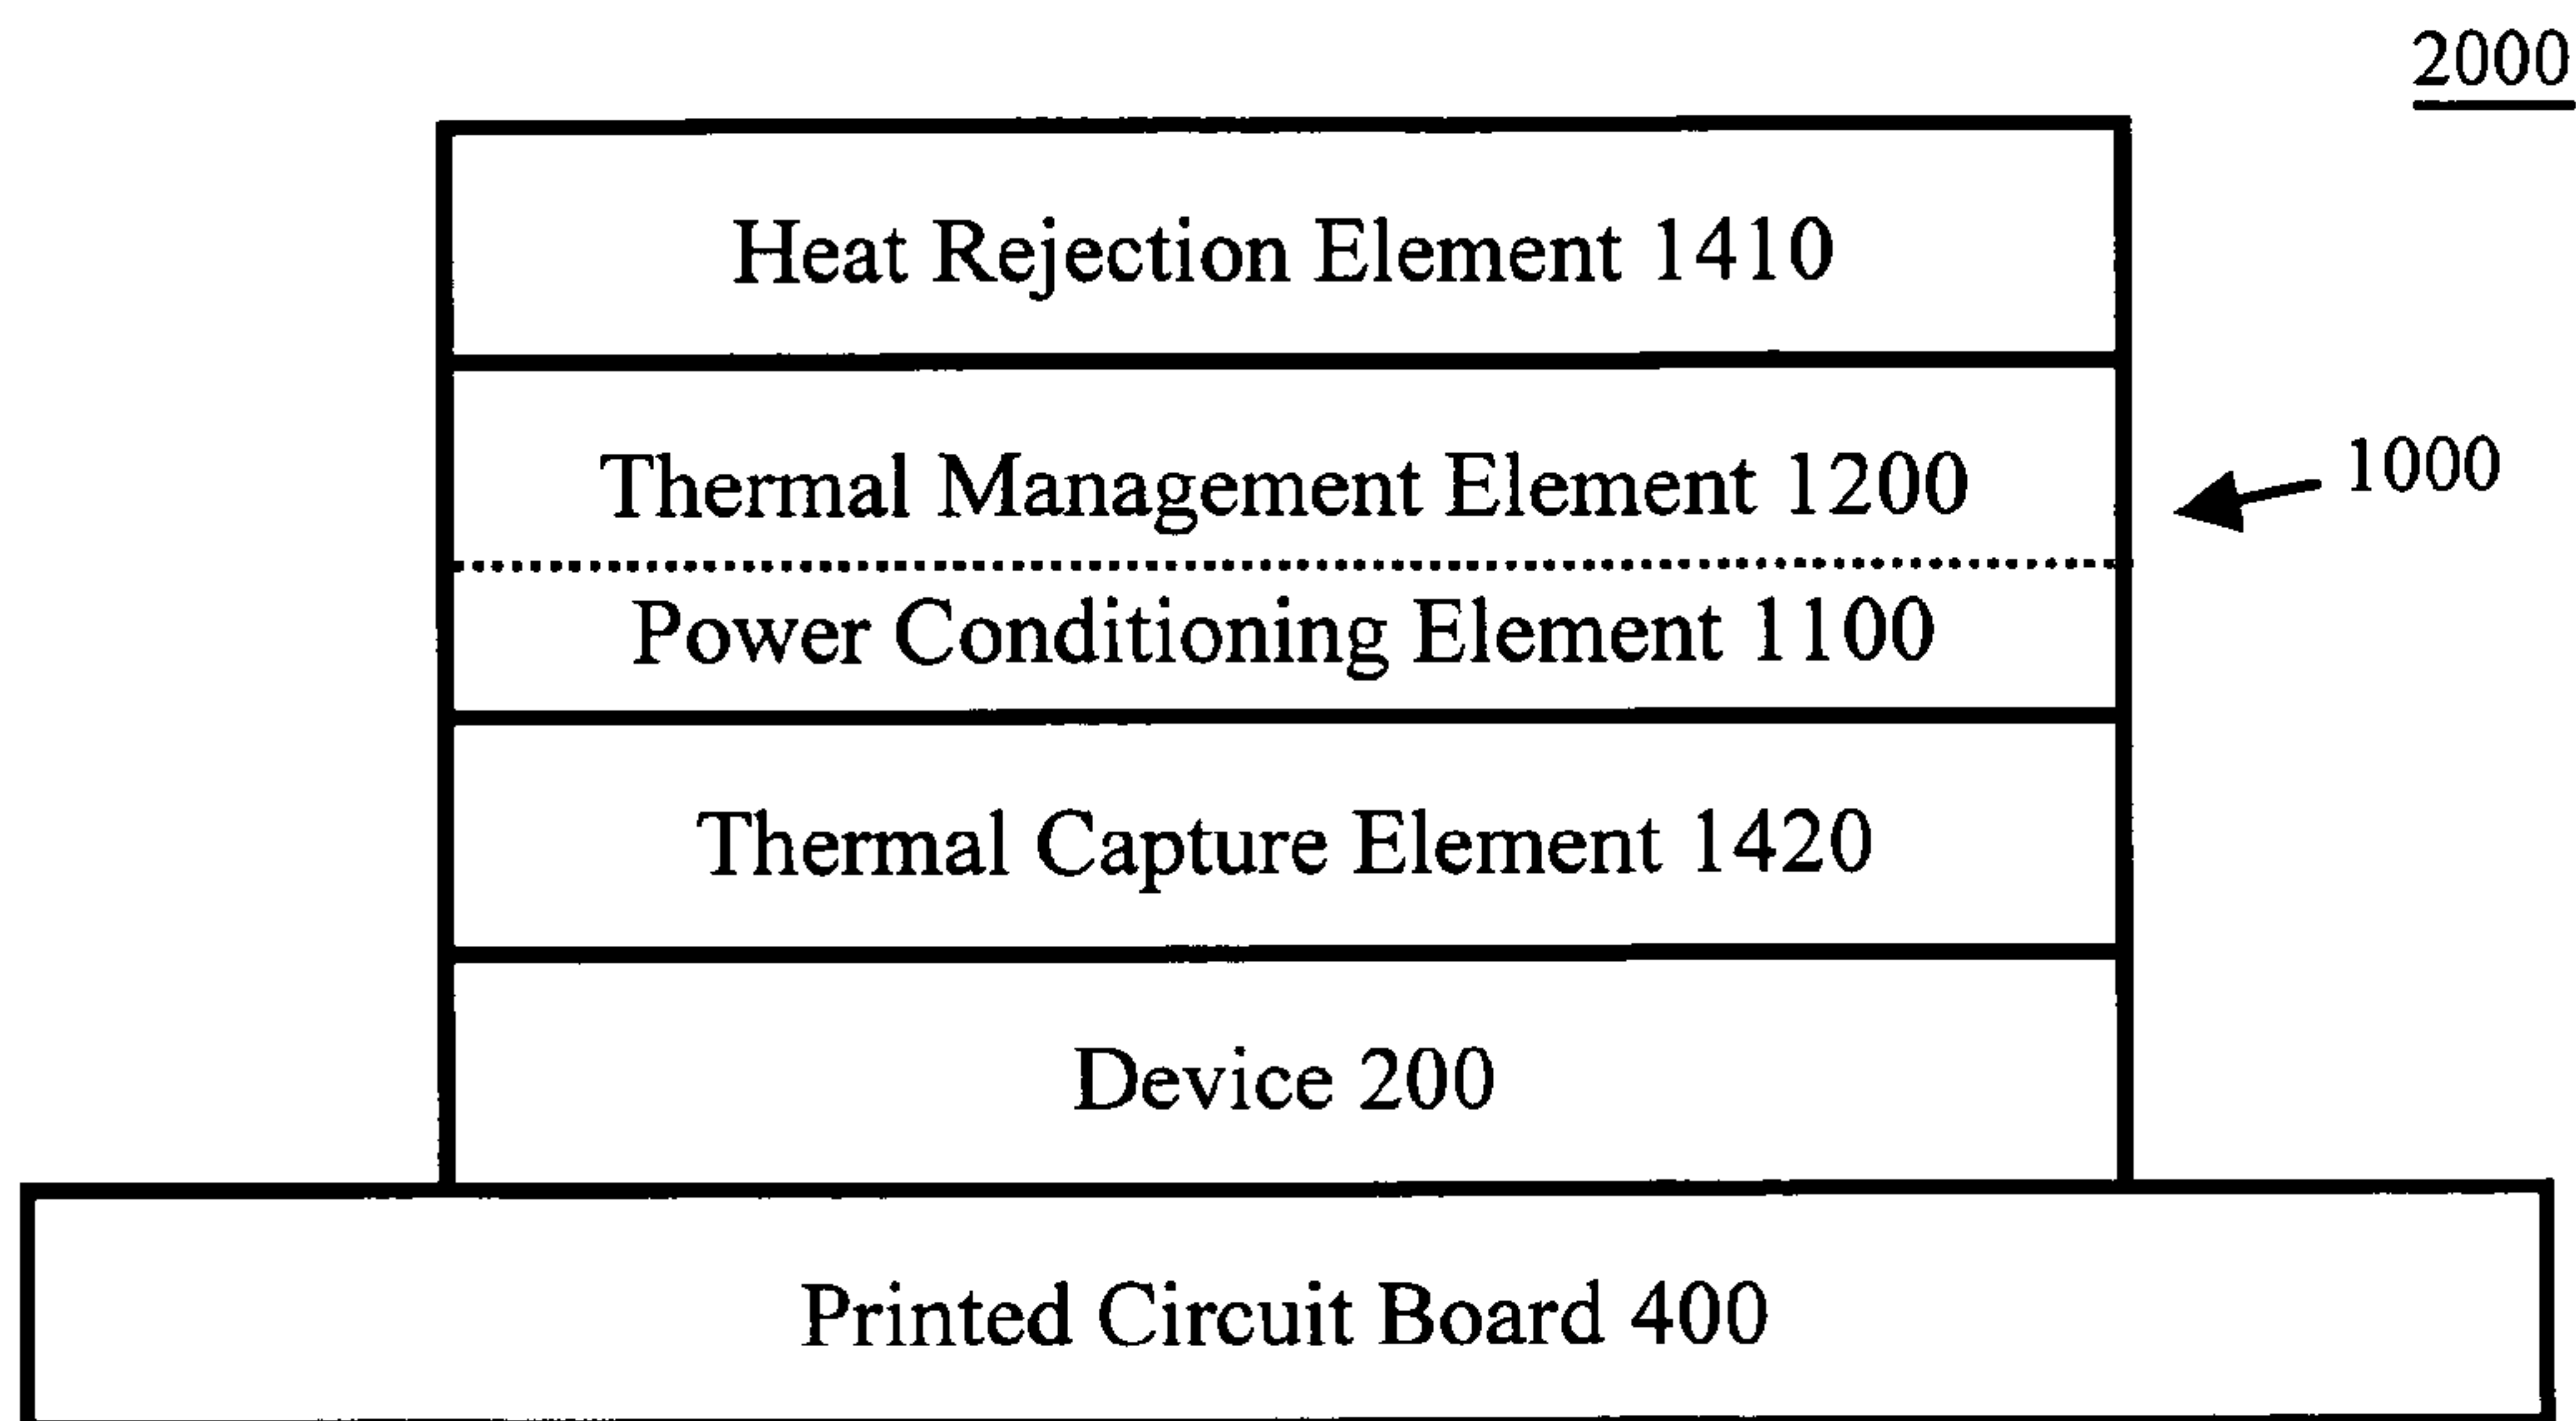 2000
Heat Rejection Element 1410
Thermal Management Element 1200
1000
Power Conditioning Element 1100
Thermal Capture Element 1420
Device 200
Printed Circuit Board 400